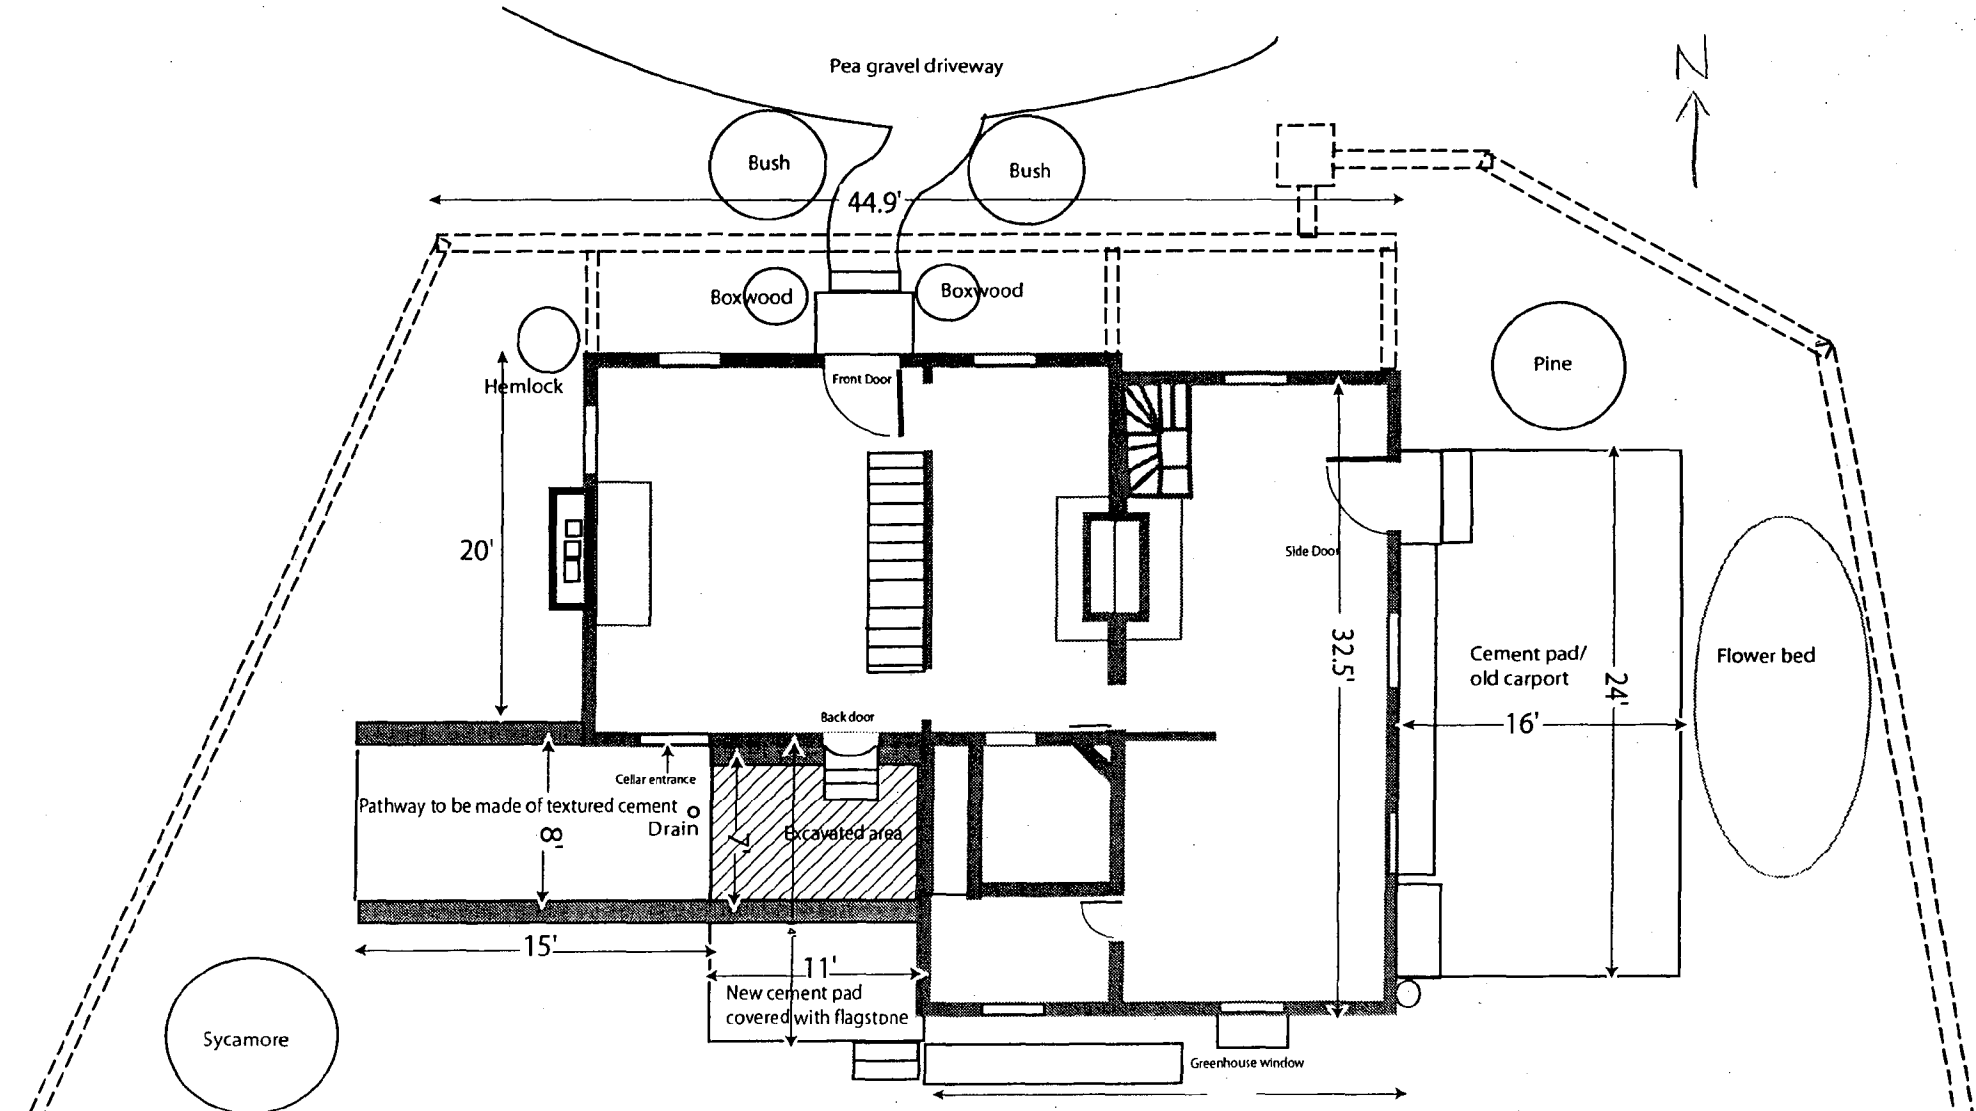 Pea gravel driveway
N
Bush
Bush
44.9'
Boxwood
Boxwood
Hemlock
Front Door
Pine
20'
Side Door
32.5'
Cement pad/
old carport
24'
Flower bed
16'
Back door
Cellar entrance
Pathway to be made of textured cement
Drain
8'
7'
Excavated area
15'
11'
New cement pad
covered with flagstone
Sycamore
Greenhouse window